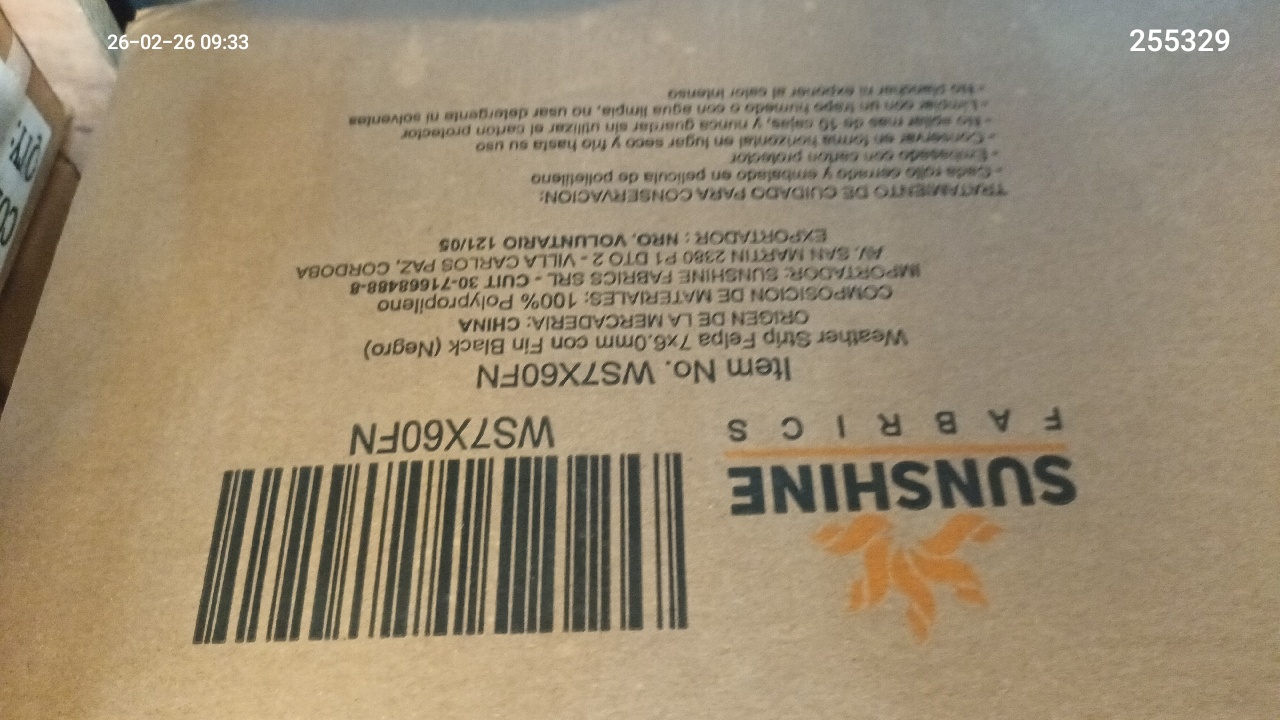 26-02-26 09:33
255329
SUNSHINE
FABRICS
WS7X60FN
Item No. WS7X60FN
Weather Strip Felpa 7x6.0mm con Fin Black (Negro)
ORIGEN DE LA MERCADERIA: CHINA
COMPOSICION DE MATERIALES: 100% Polypropileno
IMPORTADOR: SUNSHINE FABRICS SRL - CUIT 30-71668488-8
AV. SAN MARTIN 2380 P1 DTO 2 - VILLA CARLOS PAZ, CORDOBA
EXPORTADOR: NRO. VOLUNTARIO 121/05
TRATAMIENTO DE CUIDADO PARA CONSERVACION:
- Cada rollo cerrado y embalado en pelicula de polietileno
- Embasado con carton protector
- Conservar en forma horizontal en lugar seco y frio hasta su uso
- No apilar mas de 10 cajas, y nunca guardar sin utilizar el carton protector
- Limpiar con un trapo humedo o con agua limpia, no usar detergente ni solventes
- No planchar ni exponer al calor intenso
QTY: